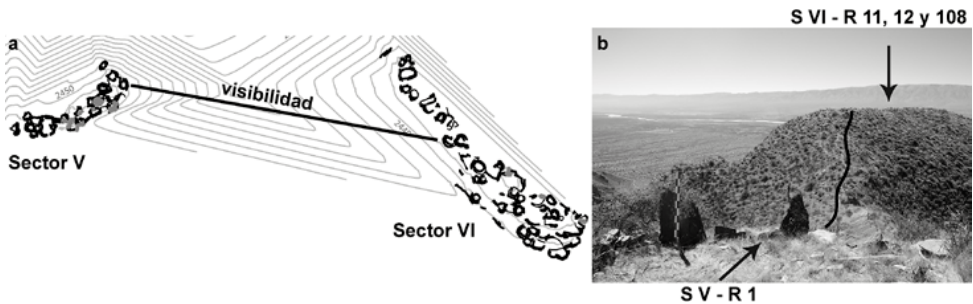 S VI - R 11, 12 y 108
a
b
2450
visibilidad
Sector V
Sector VI
S V - R 1